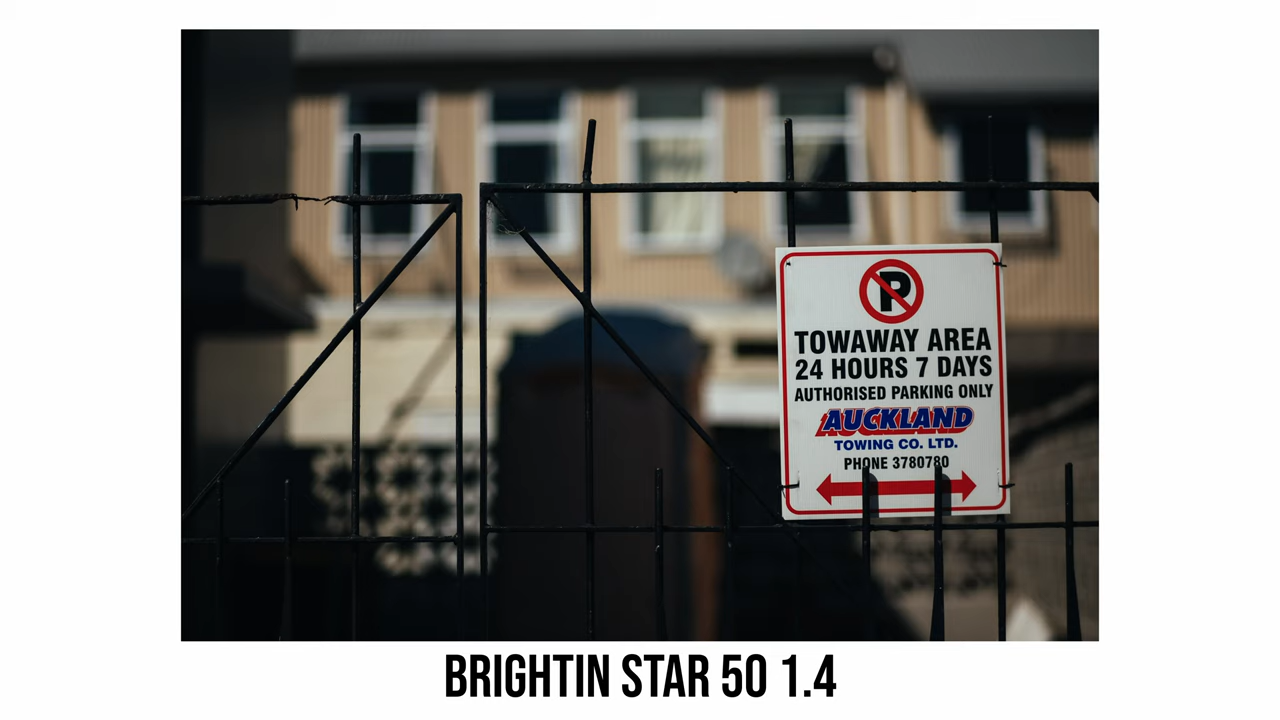 P
TOWAWAY AREA
24 HOURS 7 DAYS
AUTHORISED PARKING ONLY
AUCKLAND
TOWING CO. LTD.
PHONE 3780780
BRIGHTIN STAR 50 1.4